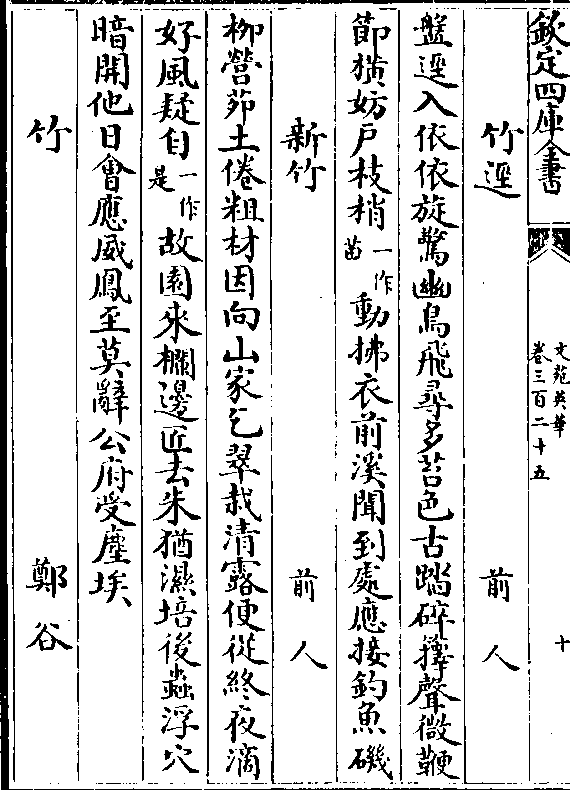 欽定四庫全書
文苑英華
卷三百二十五
十
竹逕　前人
盤逕入依依旋驚幽鳥飛尋多苔色古踏碎籜聲微鞭
節橫妨戶枝梢一作苗動拂衣前溪聞到處應接釣魚磯
新竹　前人
柳營茆土倦粗材因向山家乞翠栽清露便從終夜滴
好風疑自一作是故園來欄邊匠去朱猶濕培後蟲浮穴
暗開他日會應威鳳至莫辭公府受塵埃
竹　鄭谷